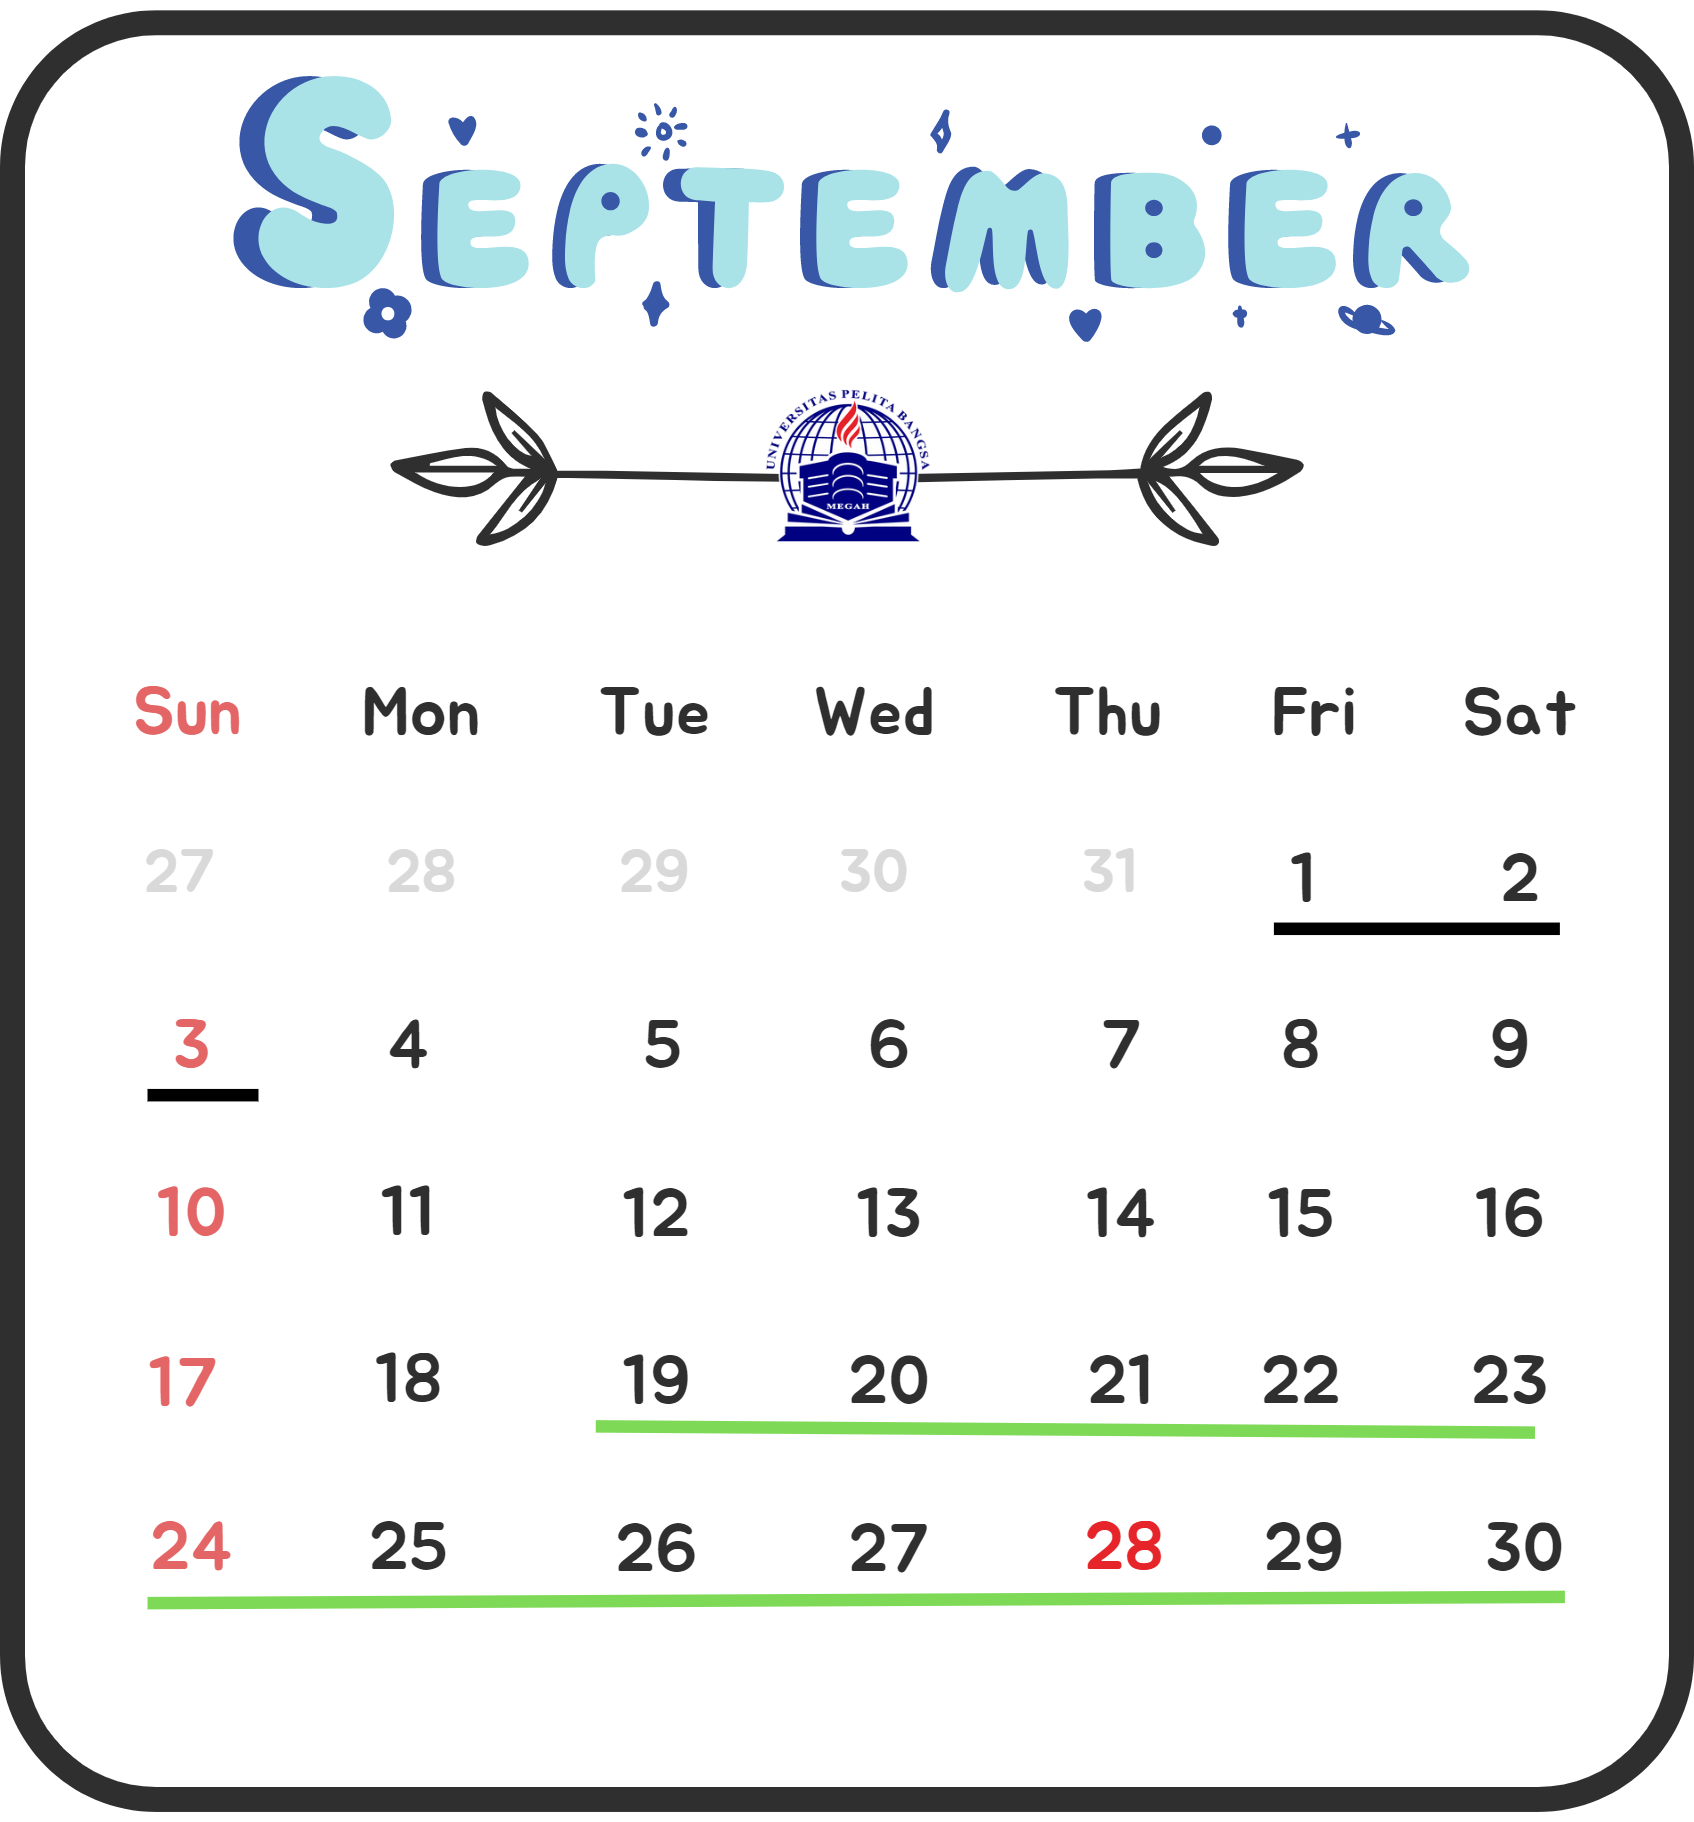 SEPTEMBER
UNIVERSITAS PELITA BANGSA
MEGAH
Sun Mon Tue Wed Thu Fri Sat
27 28 29 30 31 1 2
3 4 5 6 7 8 9
10 11 12 13 14 15 16
17 18 19 20 21 22 23
24 25 26 27 28 29 30